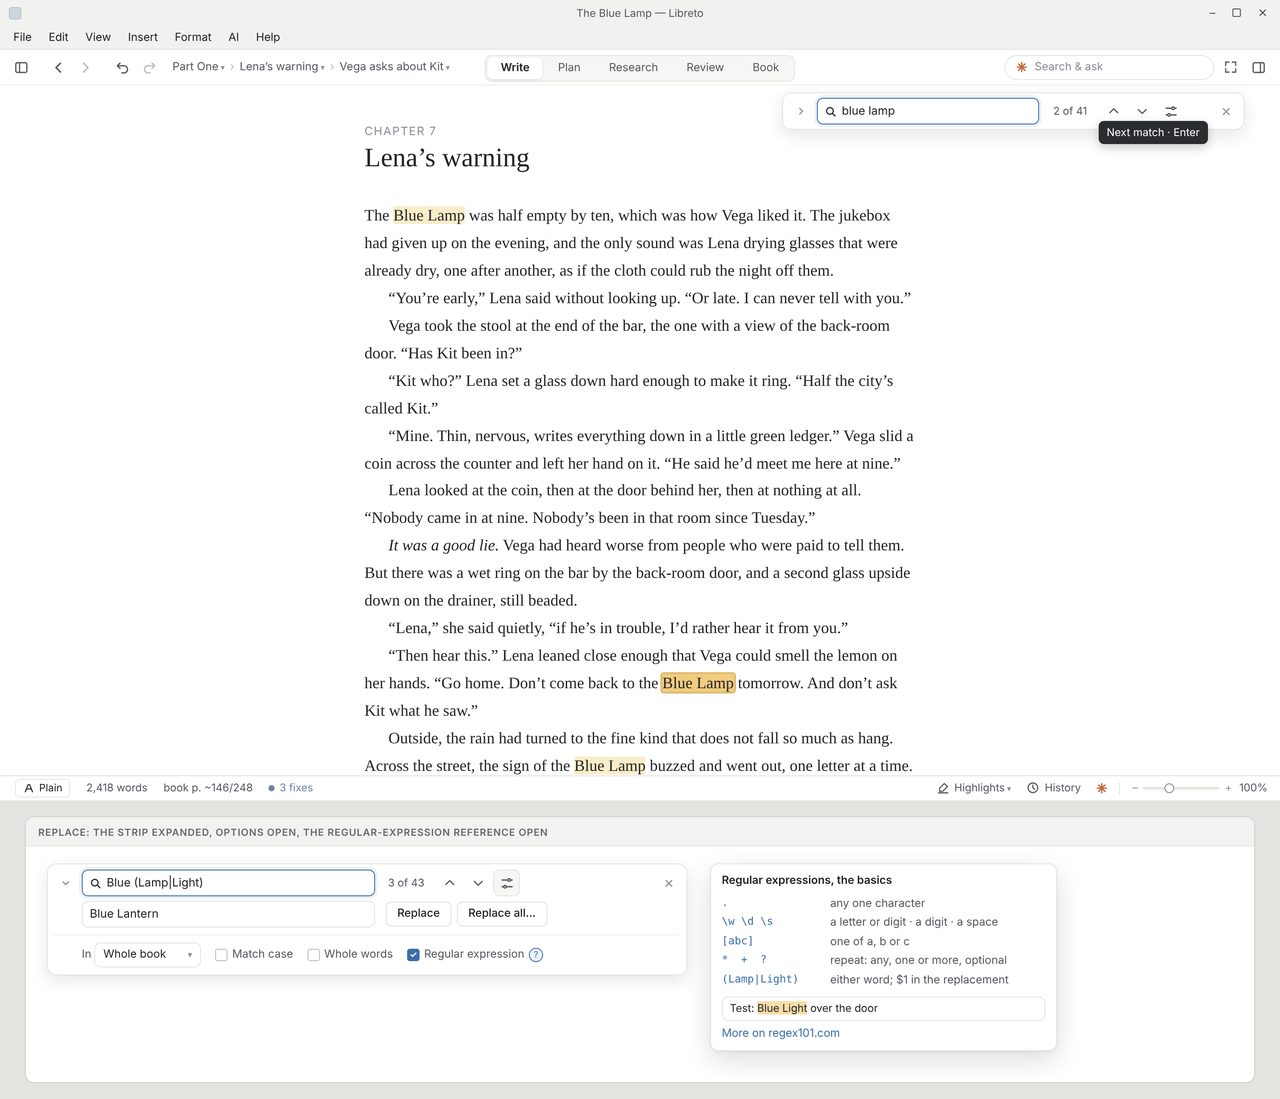 The Blue Lamp — Libreto
File Edit View Insert Format AI Help
Part One › Lena’s warning › Vega asks about Kit
Write Plan Research Review Book
Search & ask
blue lamp 2 of 41
Next match · Enter
CHAPTER 7
Lena’s warning
The Blue Lamp was half empty by ten, which was how Vega liked it. The jukebox
had given up on the evening, and the only sound was Lena drying glasses that were
already dry, one after another, as if the cloth could rub the night off them.
“You’re early,” Lena said without looking up. “Or late. I can never tell with you.”
Vega took the stool at the end of the bar, the one with a view of the back-room
door. “Has Kit been in?”
“Kit who?” Lena set a glass down hard enough to make it ring. “Half the city’s
called Kit.”
“Mine. Thin, nervous, writes everything down in a little green ledger.” Vega slid a
coin across the counter and left her hand on it. “He said he’d meet me here at nine.”
Lena looked at the coin, then at the door behind her, then at nothing at all.
“Nobody came in at nine. Nobody’s been in that room since Tuesday.”
It was a good lie. Vega had heard worse from people who were paid to tell them.
But there was a wet ring on the bar by the back-room door, and a second glass upside
down on the drainer, still beaded.
“Lena,” she said quietly, “if he’s in trouble, I’d rather hear it from you.”
“Then hear this.” Lena leaned close enough that Vega could smell the lemon on
her hands. “Go home. Don’t come back to the Blue Lamp tomorrow. And don’t ask
Kit what he saw.”
Outside, the rain had turned to the fine kind that does not fall so much as hang.
Across the street, the sign of the Blue Lamp buzzed and went out, one letter at a time.
Plain 2,418 words book p. ~146/248 3 fixes
Highlights History − + 100%
REPLACE: THE STRIP EXPANDED, OPTIONS OPEN, THE REGULAR-EXPRESSION REFERENCE OPEN
Blue (Lamp|Light) 3 of 43
Blue Lantern Replace Replace all…
In Whole book Match case Whole words Regular expression ?
Regular expressions, the basics
. any one character
\w \d \s a letter or digit · a digit · a space
[abc] one of a, b or c
* + ? repeat: any, one or more, optional
(Lamp|Light) either word; $1 in the replacement
Test: Blue Light over the door
More on regex101.com